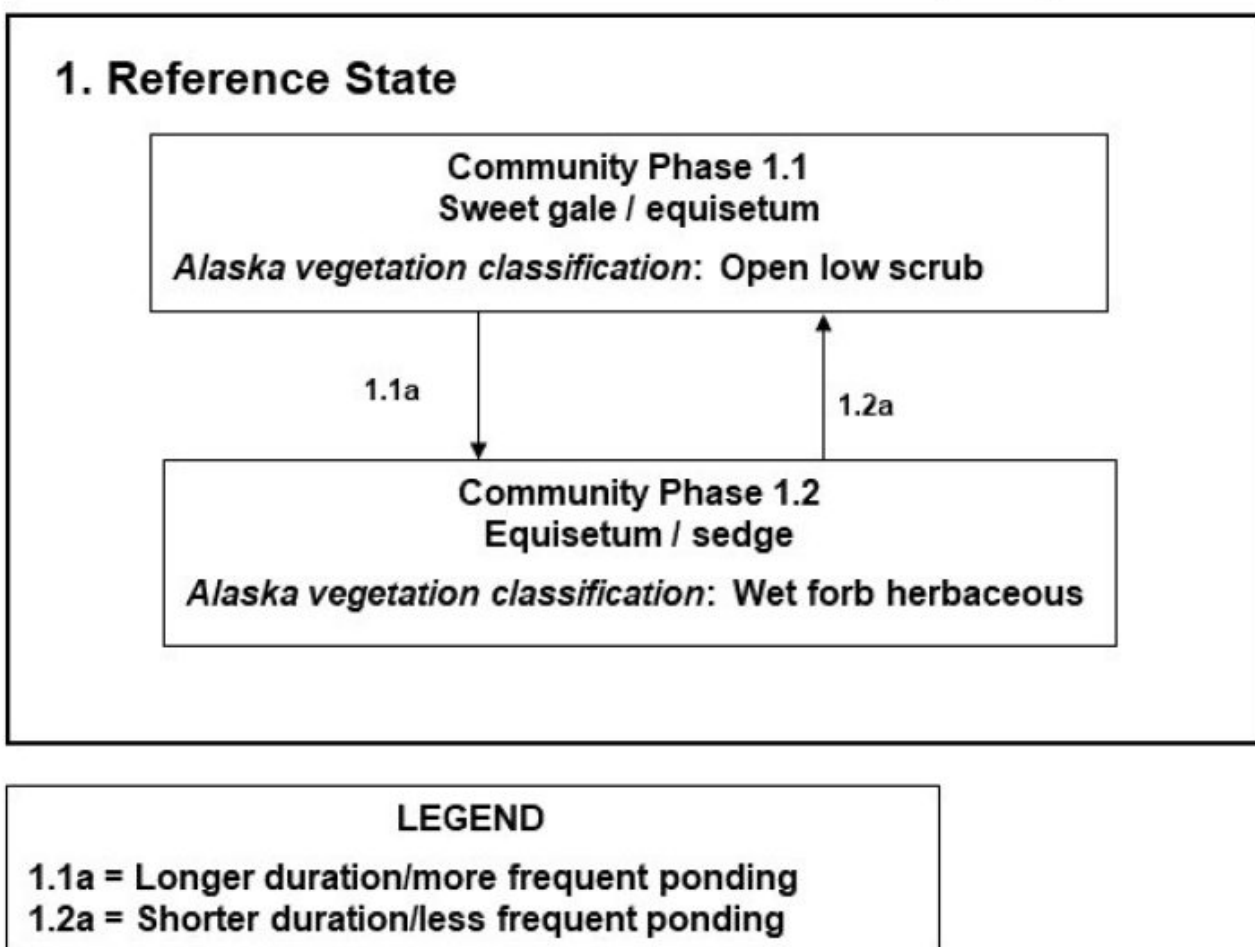 1. Reference State
Community Phase 1.1
Sweet gale / equisetum
Alaska vegetation classification: Open low scrub
1.1a
1.2a
Community Phase 1.2
Equisetum / sedge
Alaska vegetation classification: Wet forb herbaceous
LEGEND
1.1a = Longer duration/more frequent ponding
1.2a = Shorter duration/less frequent ponding